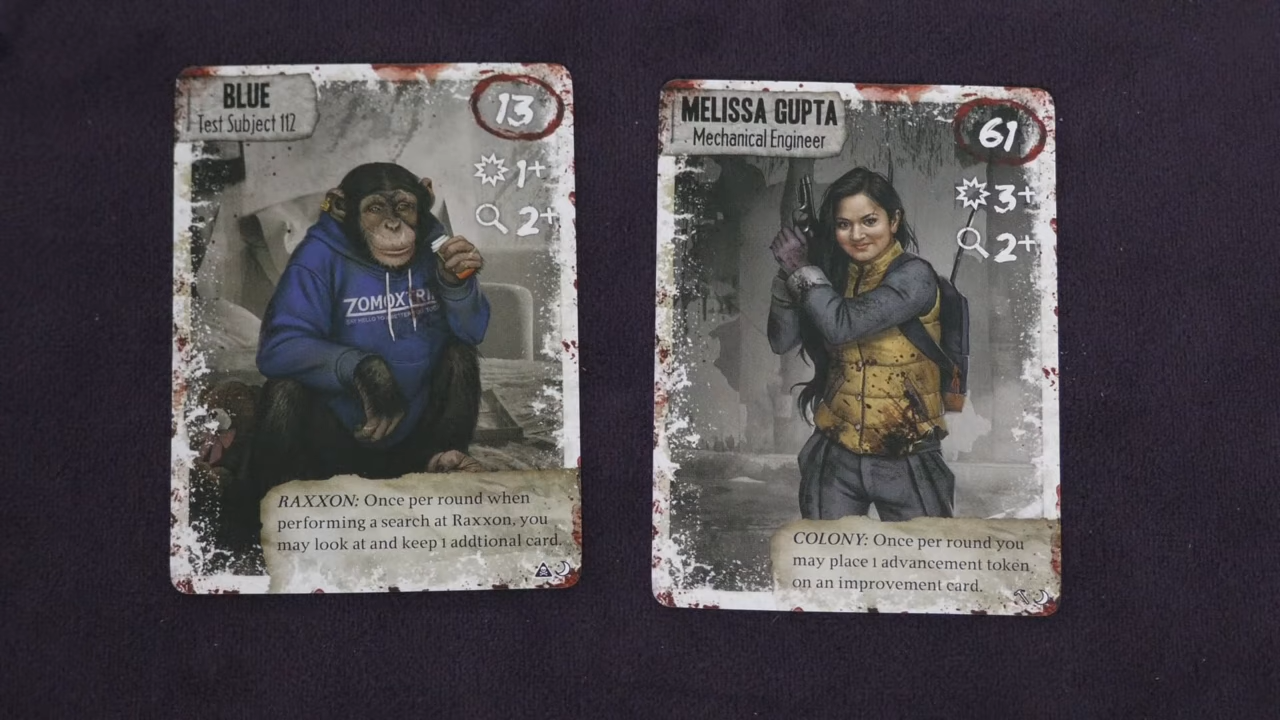 BLUE
Test Subject 112
13
1+
2+
ZOMOX
RAXXON: Once per round when
performing a search at Raxxon, you
may look at and keep 1 addtional card.
MELISSA GUPTA
Mechanical Engineer
61
3+
2+
COLONY: Once per round you
may place 1 advancement token
on an improvement card.